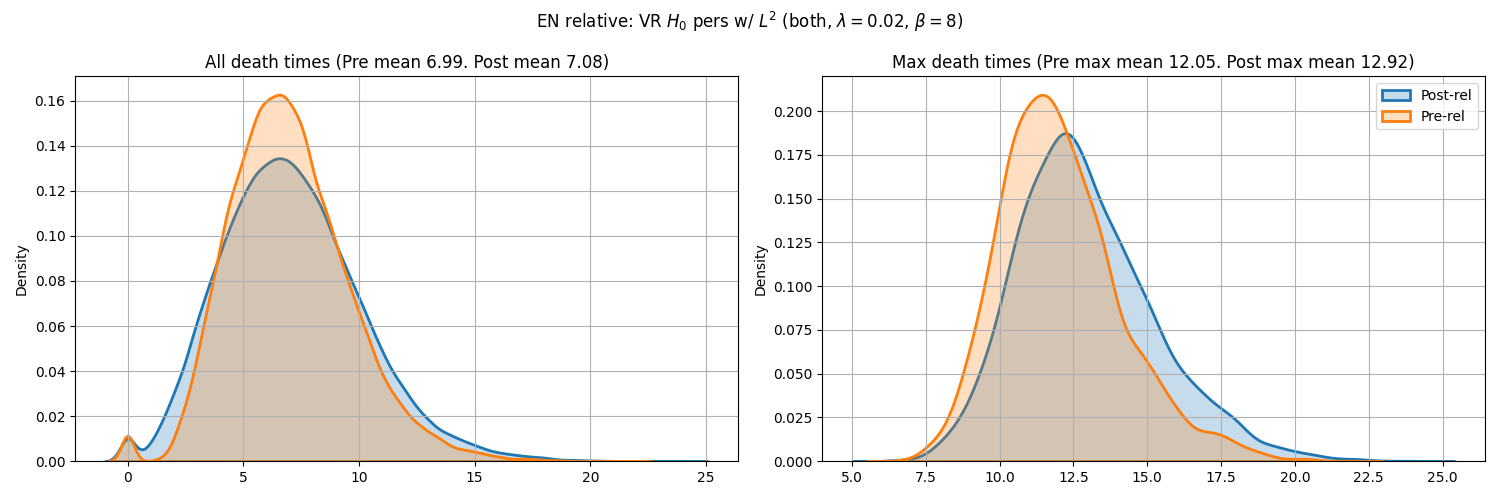 EN relative: VR $H_0$ pers w/ $L^2$ (both, $\lambda = 0.02$, $\beta = 8$)
All death times (Pre mean 6.99. Post mean 7.08)
Density
0.16
0.14
0.12
0.10
0.08
0.06
0.04
0.02
0.00
0 5 10 15 20 25
Max death times (Pre max mean 12.05. Post max mean 12.92)
Post-rel
Pre-rel
Density
0.200
0.175
0.150
0.125
0.100
0.075
0.050
0.025
0.000
5.0 7.5 10.0 12.5 15.0 17.5 20.0 22.5 25.0